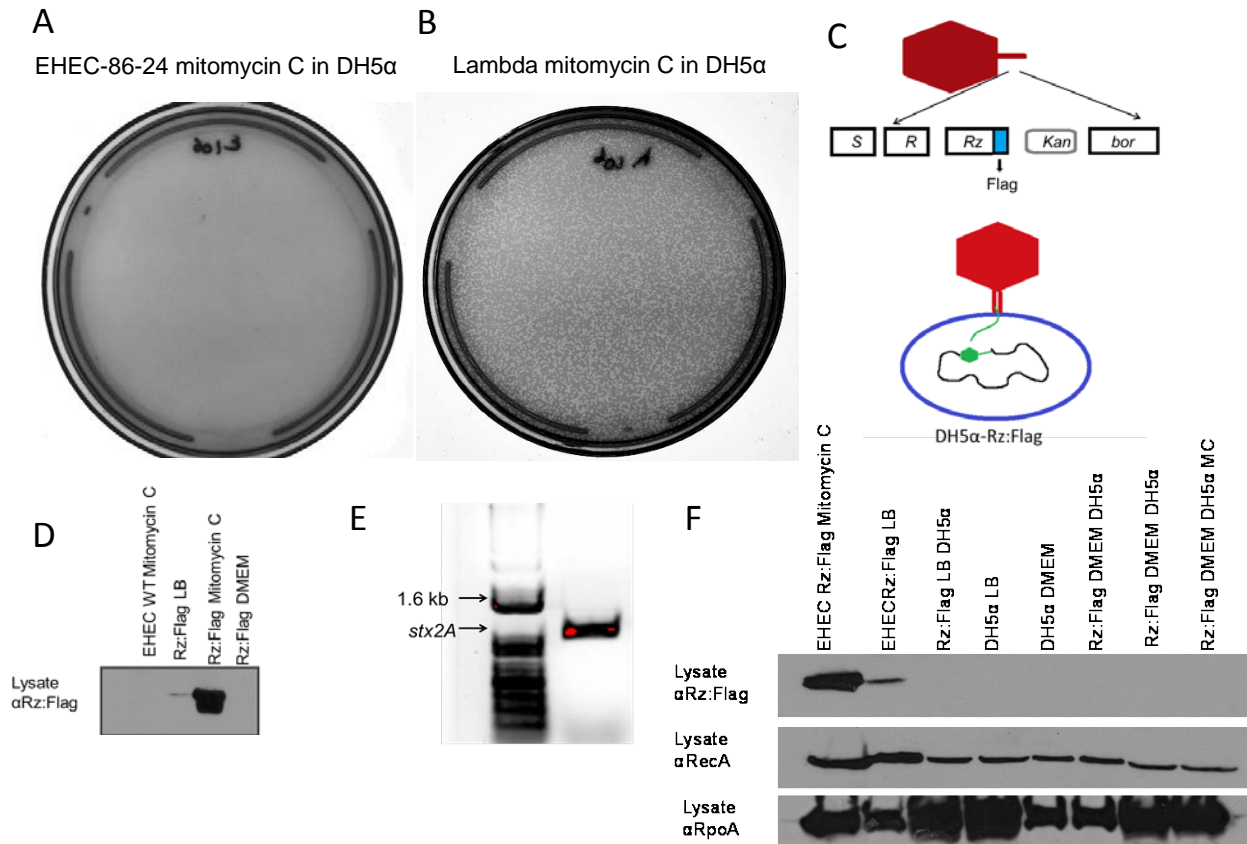 A
EHEC-86-24 mitomycin C in DH5α
B
Lambda mitomycin C in DH5α
C
S
R
Rz
Kan
bor
Flag
DH5α-Rz:Flag
D
EHEC WT Mitomycin C
Rz:Flag LB
Rz:Flag Mitomycin C
Rz:Flag DMEM
Lysate
αRz:Flag
E
1.6 kb
stx2A
F
EHEC Rz:Flag Mitomycin C
EHECRz:Flag LB
Rz:Flag LB DH5α
DH5α LB
DH5α DMEM
Rz:Flag DMEM DH5α
Rz:Flag DMEM DH5α
Rz:Flag DMEM DH5α MC
Lysate
αRz:Flag
Lysate
αRecA
Lysate
αRpoA